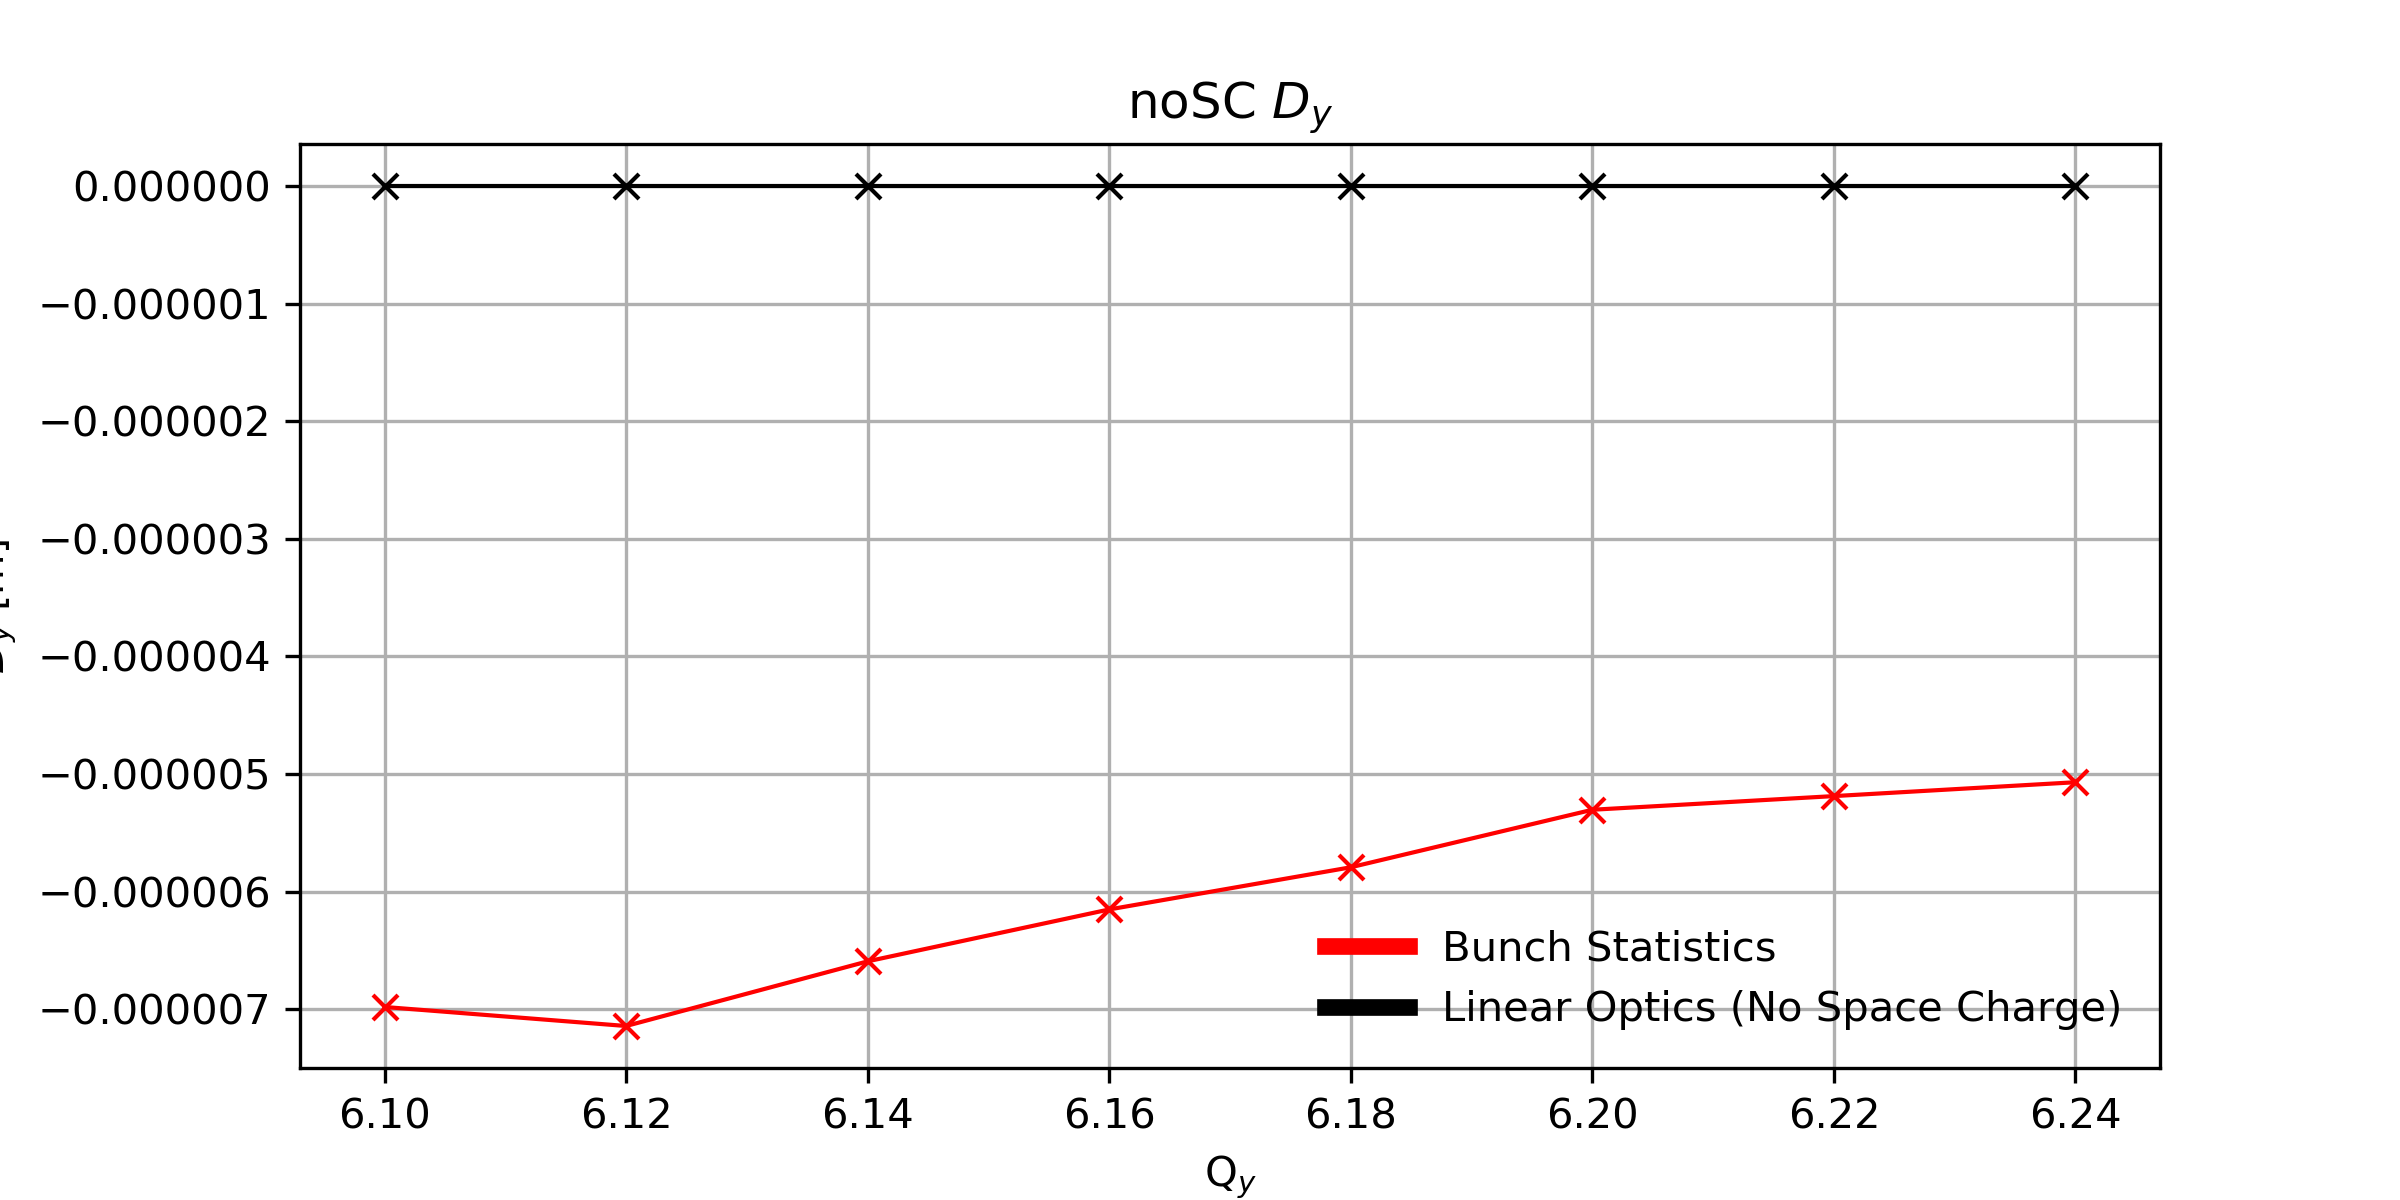 noSC Dy
0.000000
−0.000001
−0.000002
−0.000003
−0.000004
−0.000005
−0.000006
−0.000007
Bunch Statistics
Linear Optics (No Space Charge)
6.10 6.12 6.14 6.16 6.18 6.20 6.22 6.24
Qy